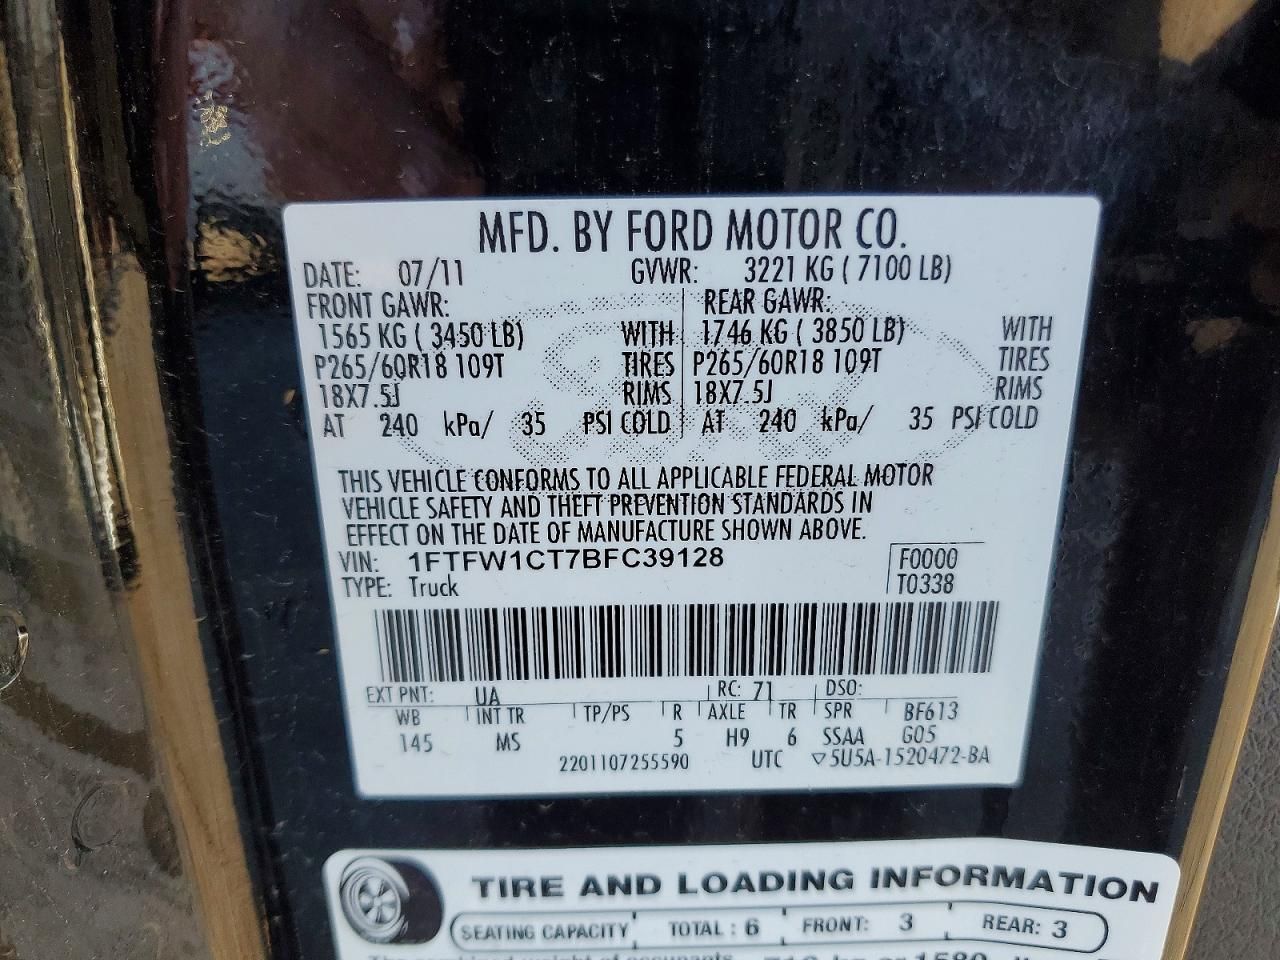 MFD. BY FORD MOTOR CO.
DATE: 07/11 GVWR: 3221 KG ( 7100 LB)
FRONT GAWR: REAR GAWR:
1565 KG ( 3450 LB) WITH 1746 KG ( 3850 LB) WITH
P265/60R18 109T TIRES P265/60R18 109T TIRES
18X7.5J RIMS 18X7.5J RIMS
AT 240 kPa/ 35 PSI COLD AT 240 kPa/ 35 PSI COLD
THIS VEHICLE CONFORMS TO ALL APPLICABLE FEDERAL MOTOR
VEHICLE SAFETY AND THEFT PREVENTION STANDARDS IN
EFFECT ON THE DATE OF MANUFACTURE SHOWN ABOVE.
VIN: 1FTFW1CT7BFC39128 F0000
TYPE: Truck T0338
EXT PNT: UA RC: 71 DSO:
WB INT TR TP/PS R AXLE TR SPR BF613
145 MS 5 H9 6 SSAA G05
2201107255590 UTC ▽5U5A-1520472-BA
TIRE AND LOADING INFORMATION
SEATING CAPACITY TOTAL : 6 FRONT: 3 REAR: 3
The combined weight of occupants 1580